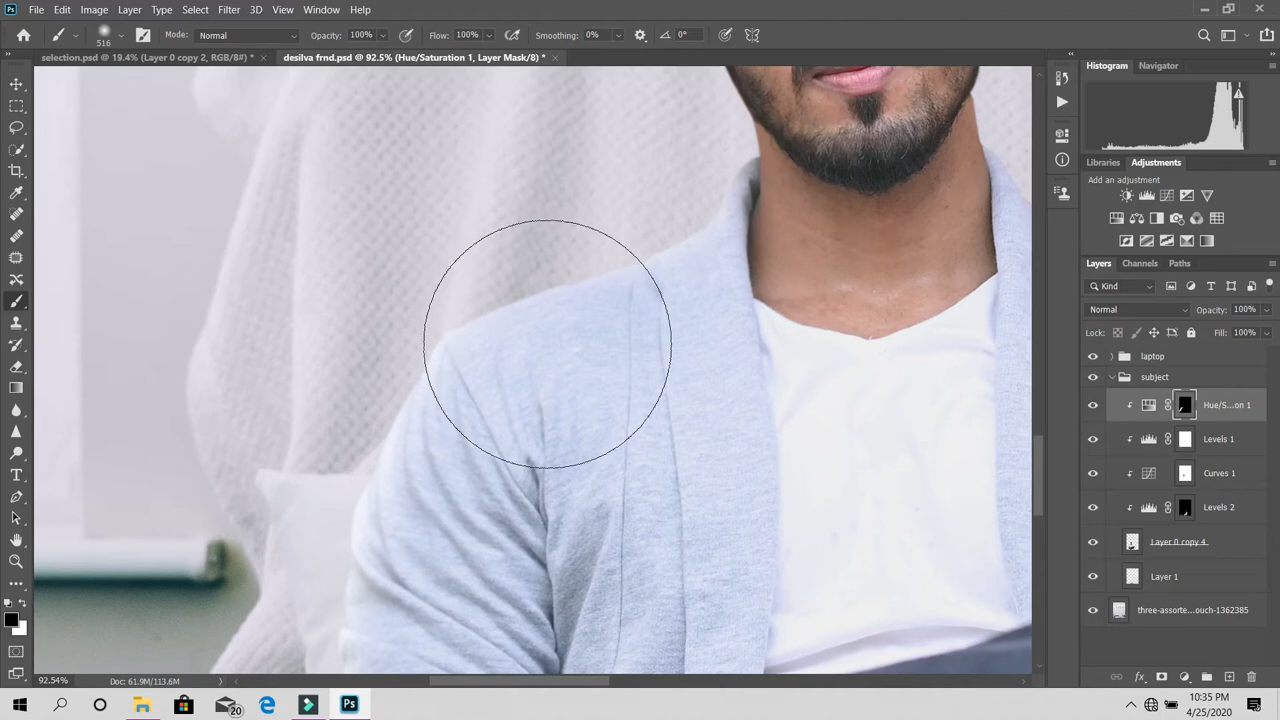 Ps File Edit Image Layer Type Select Filter 3D View Window Help
516 Mode: Normal Opacity: 100% Flow: 100% Smoothing: 0% 0°
selection.psd @ 19.4% (Layer 0 copy 2, RGB/8#) * desilva frnd.psd @ 92.5% (Hue/Saturation 1, Layer Mask/8) *
Histogram Navigator
Libraries Adjustments
Add an adjustment
Layers Channels Paths
Kind
Normal Opacity: 100%
Lock: Fill: 100%
laptop
subject
Hue/S...on 1
Levels 1
Curves 1
Levels 2
Layer 0 copy 4
Layer 1
three-assorte...ouch-1362385
fx
92.54% Doc: 61.9M/113.6M
20 Ps 10:35 PM
4/25/2020